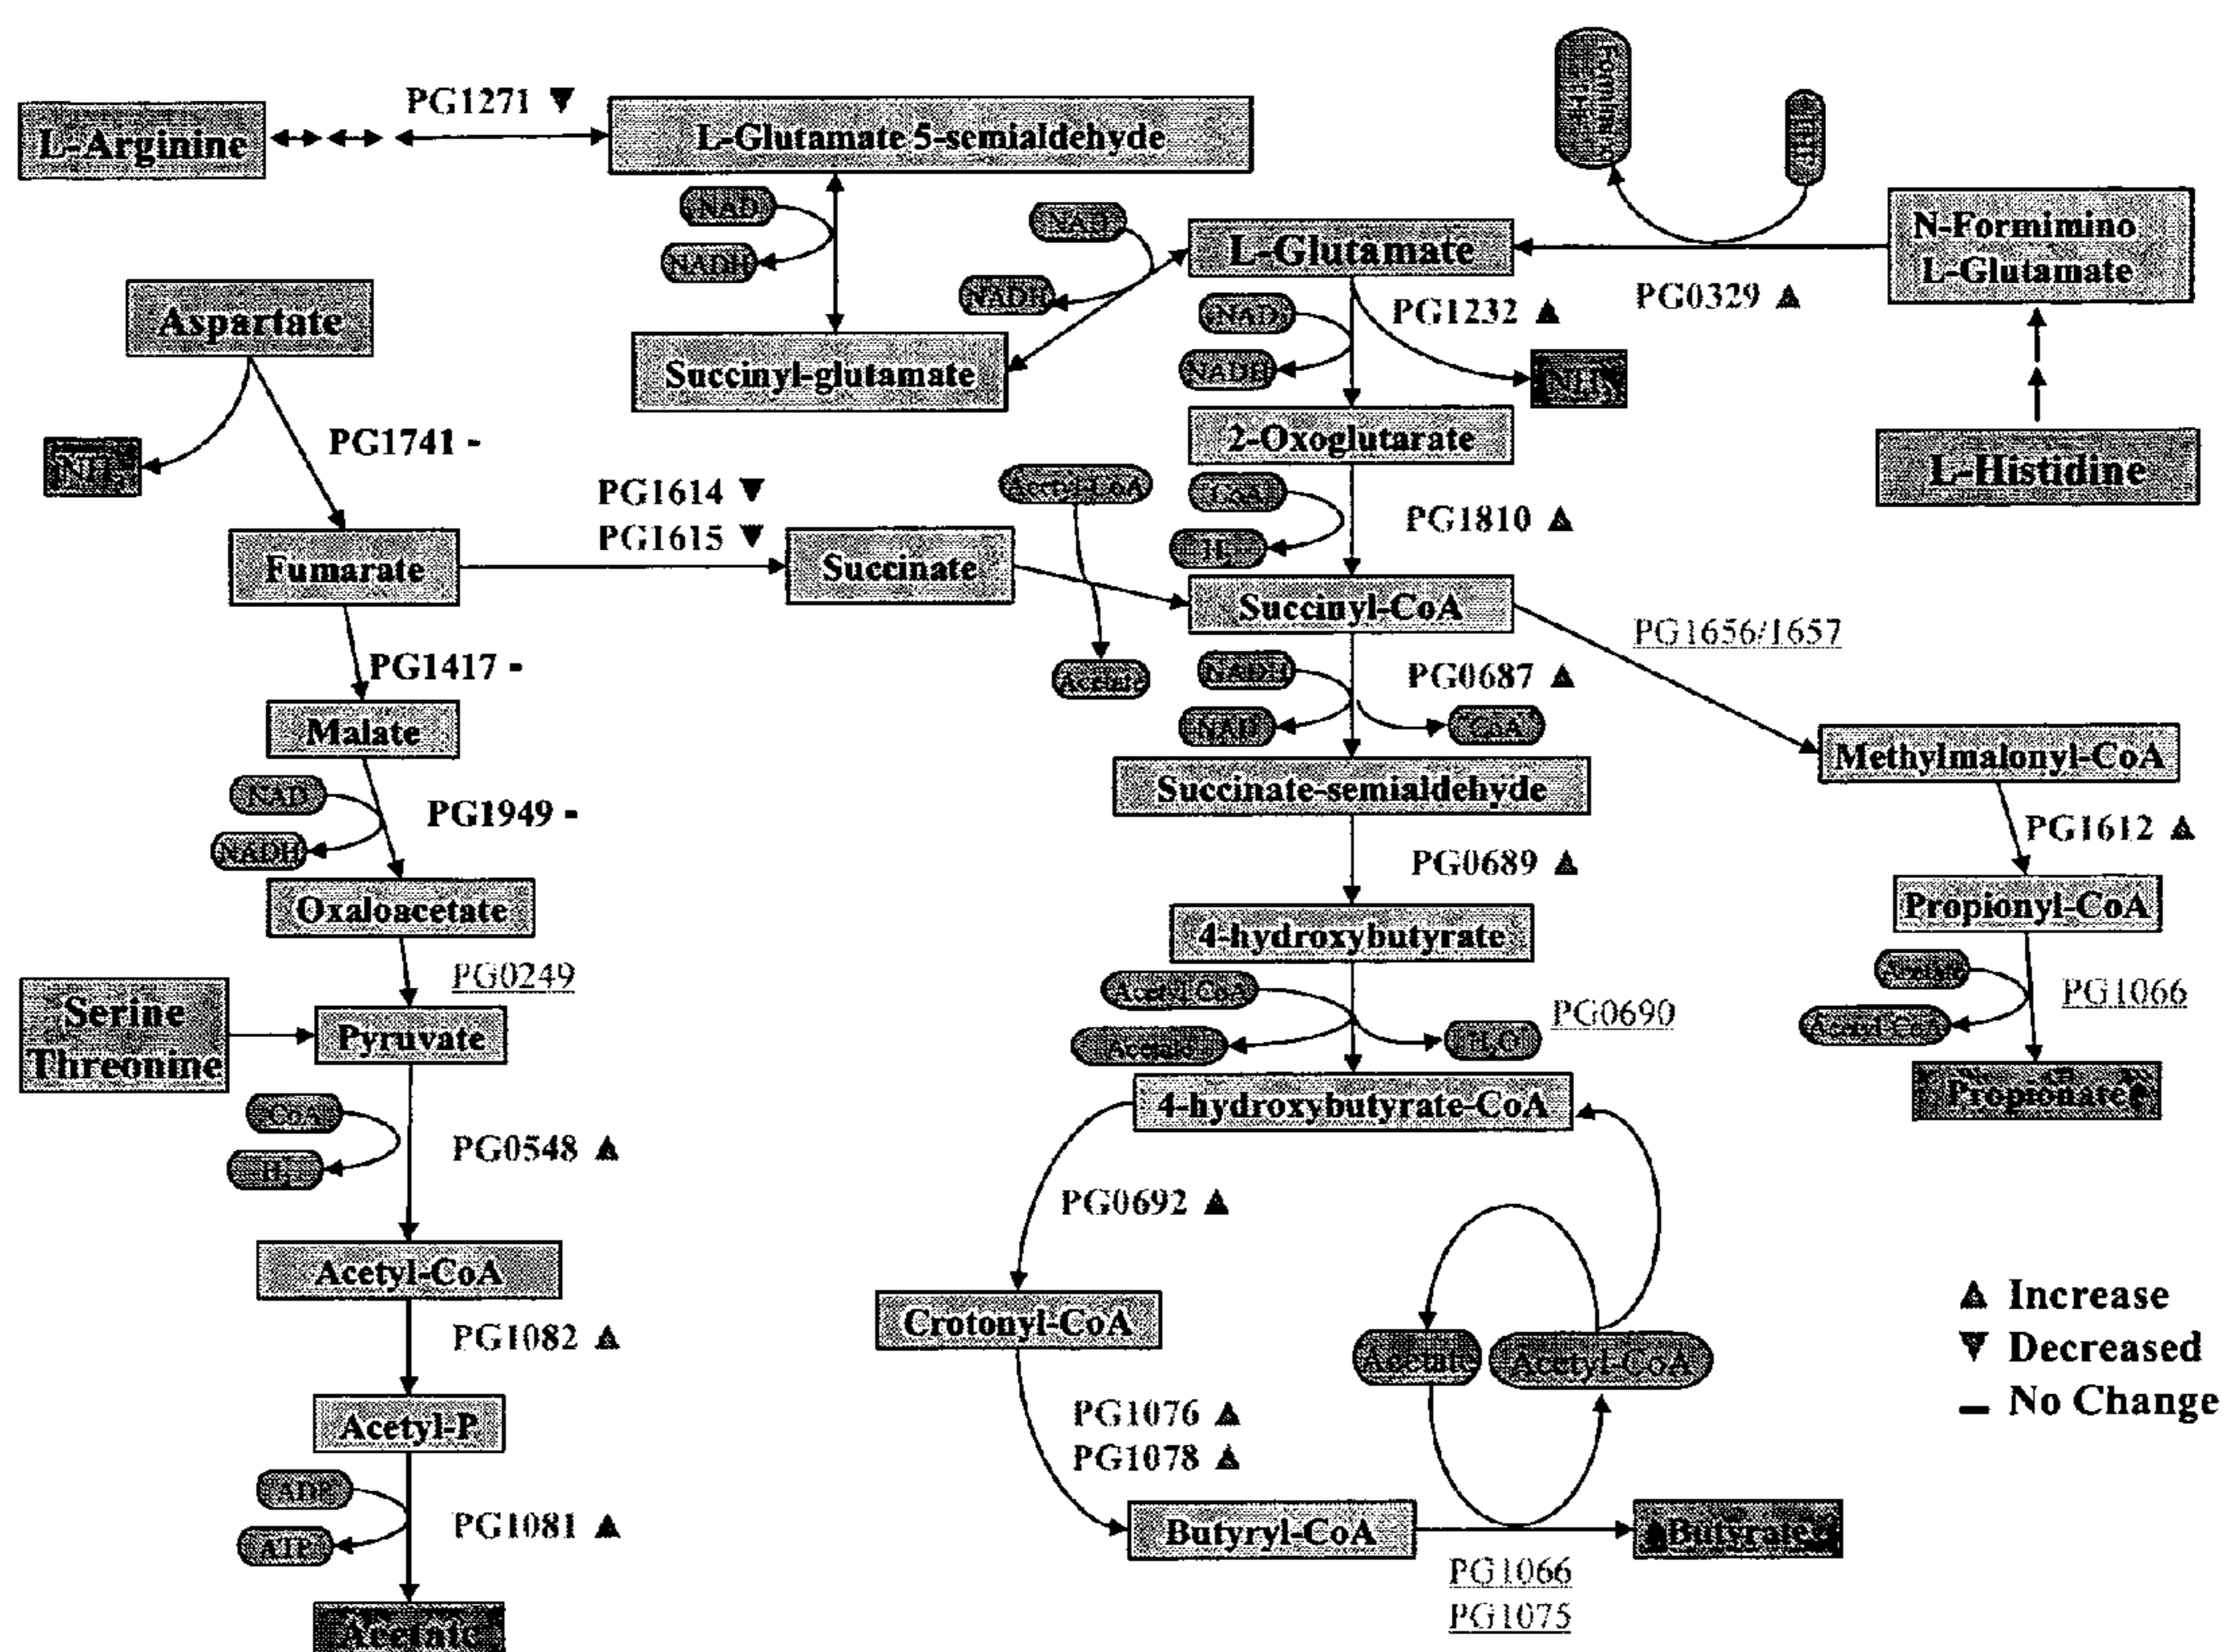 PG1271 ▼
L-Arginine
L-Glutamate 5-semialdehyde
NAD
NADH
NAD
NADH
L-Glutamate
N-Formimino
L-Glutamate
PG0329 ▲
PG1232 ▲
NAD
NADH
Aspartate
Succinyl-glutamate
2-Oxoglutarate
L-Histidine
PG1741 -
PG1614 ▼
PG1615 ▼
Acetyl-CoA
CoA
PG1810 ▲
Fumarate
Succinate
Succinyl-CoA
PG1656/1657
PG1417 -
Acetate
NADH
NAD
PG0687 ▲
CoA
Malate
Methylmalonyl-CoA
NAD
NADH
PG1949 -
Succinate-semialdehyde
PG1612 ▲
PG0689 ▲
Oxaloacetate
4-hydroxybutyrate
Propionyl-CoA
PG0249
Acetyl-CoA
Acetate
H2O
PG0690
Acetate
Acetyl-CoA
PG1066
Serine
Threonine
Pyruvate
4-hydroxybutyrate-CoA
Propionate
CoA
PG0548 ▲
PG0692 ▲
Acetyl-CoA
Crotonyl-CoA
Acetate
Acetyl-CoA
▲ Increase
▼ Decreased
– No Change
PG1082 ▲
PG1076 ▲
PG1078 ▲
Acetyl-P
ADP
ATP
PG1081 ▲
Butyryl-CoA
Butyrate
PG1066
PG1075
Acetate